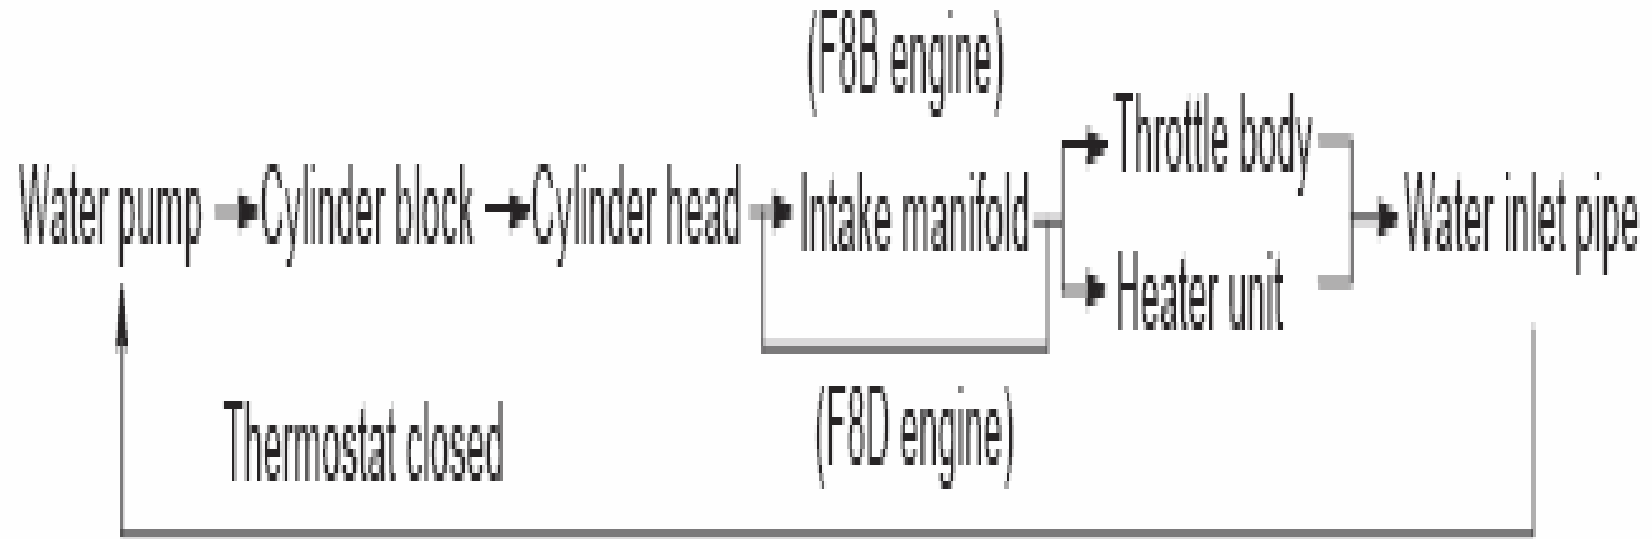 (F8B engine)
Throttle body
Water pump Cylinder block Cylinder head Intake manifold Water inlet pipe
Heater unit
(F8D engine)
Thermostat closed